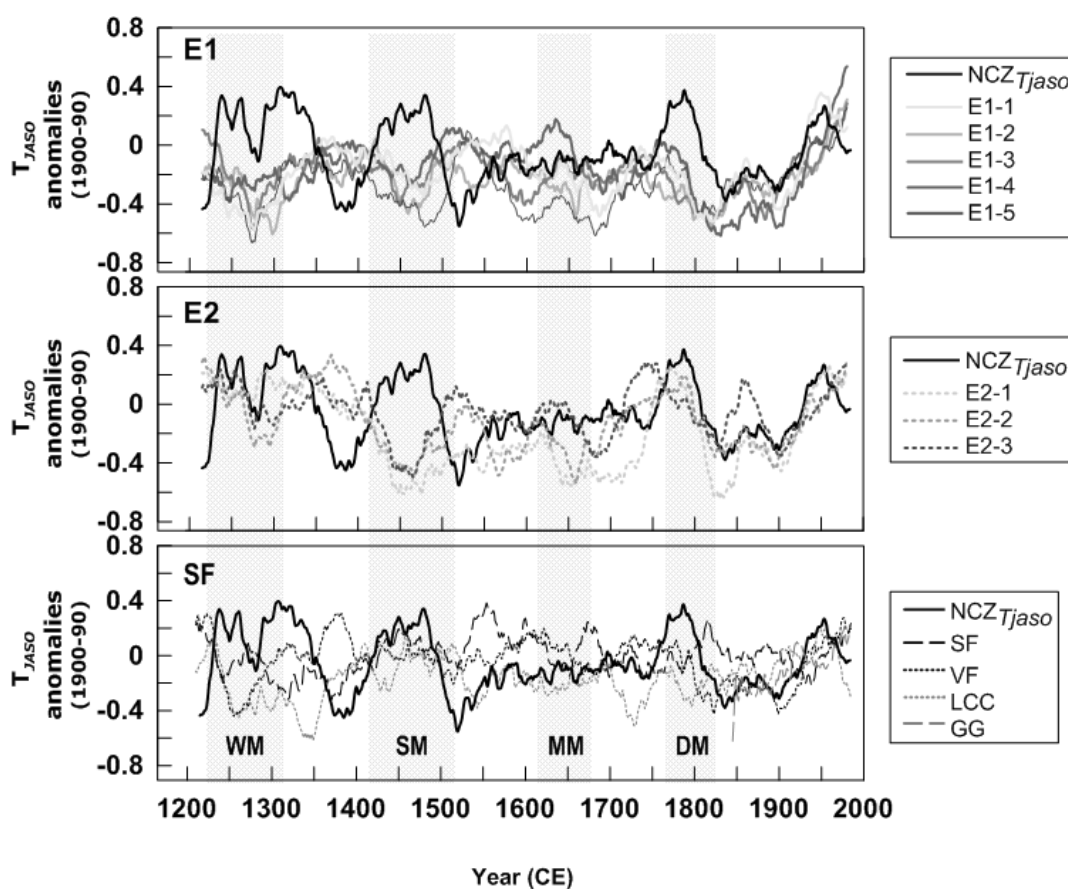 E1
T JASO
anomalies
(1900-90)
0.8
0.4
0
-0.4
-0.8
NCZ Tjaso
E1-1
E1-2
E1-3
E1-4
E1-5
E2
T JASO
anomalies
(1900-90)
0.8
0.4
0
-0.4
-0.8
NCZ Tjaso
E2-1
E2-2
E2-3
SF
T JASO
anomalies
(1900-90)
0.8
0.4
0
-0.4
-0.8
WM SM MM DM
NCZ Tjaso
SF
VF
LCC
GG
1200 1300 1400 1500 1600 1700 1800 1900 2000
Year (CE)